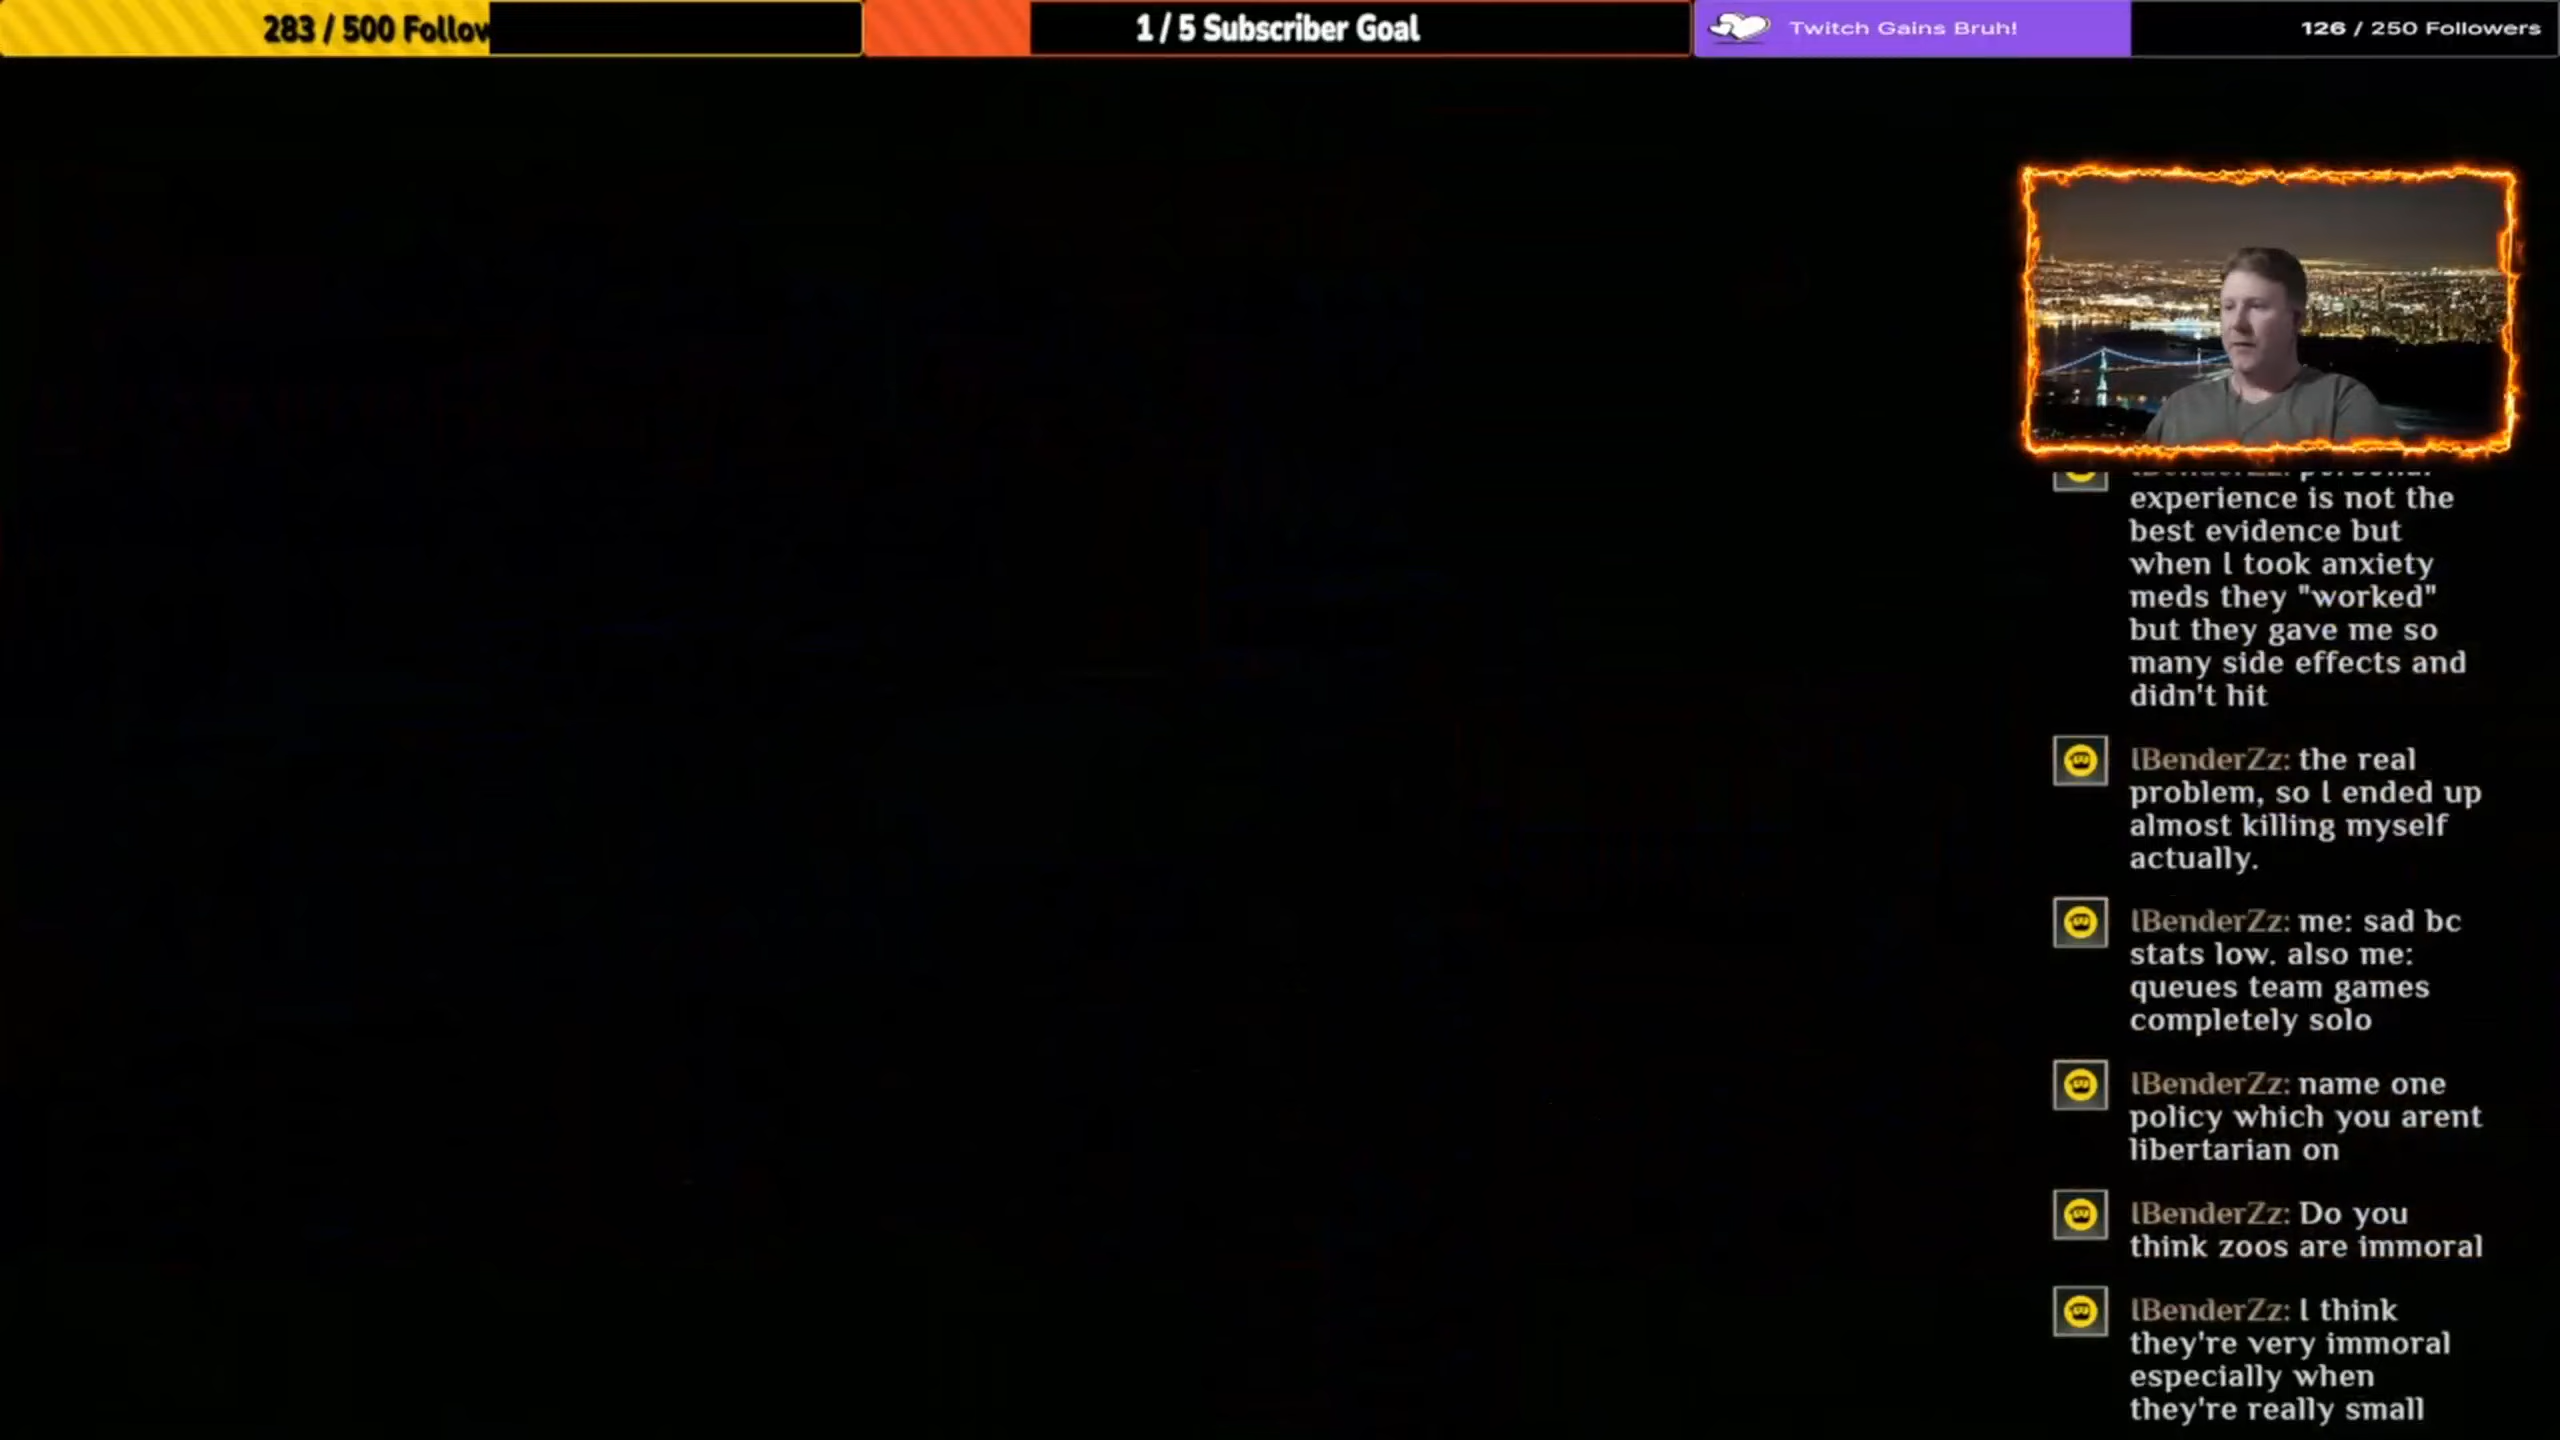 283 / 500 Follow
1 / 5 Subscriber Goal
Twitch Gains Bruh!
126 / 250 Followers
experience is not the
best evidence but
when I took anxiety
meds they "worked"
but they gave me so
many side effects and
didn't hit
lBenderZz: the real
problem, so I ended up
almost killing myself
actually.
lBenderZz: me: sad bc
stats low. also me:
queues team games
completely solo
lBenderZz: name one
policy which you arent
libertarian on
lBenderZz: Do you
think zoos are immoral
lBenderZz: I think
they're very immoral
especially when
they're really small